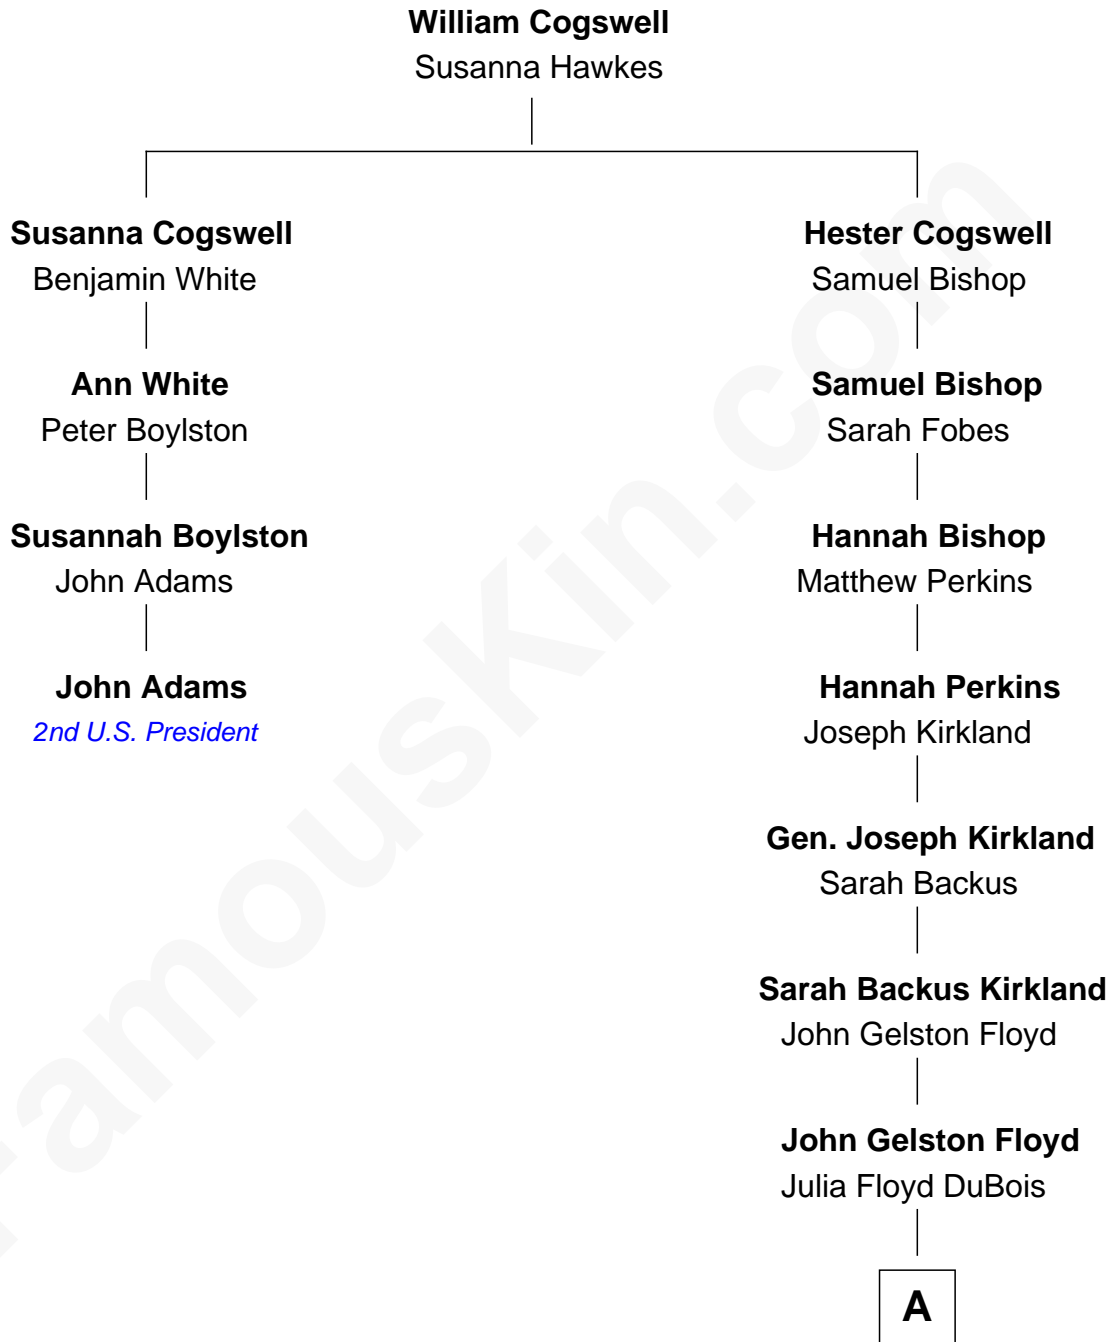 William Cogswell
Susanna Hawkes
Susanna Cogswell
Benjamin White
Ann White
Peter Boylston
Susannah Boylston
John Adams
John Adams
2nd U.S. President
Hester Cogswell
Samuel Bishop
Samuel Bishop
Sarah Fobes
Hannah Bishop
Matthew Perkins
Hannah Perkins
Joseph Kirkland
Gen. Joseph Kirkland
Sarah Backus
Sarah Backus Kirkland
John Gelston Floyd
John Gelston Floyd
Julia Floyd DuBois
A
FamousKin.com